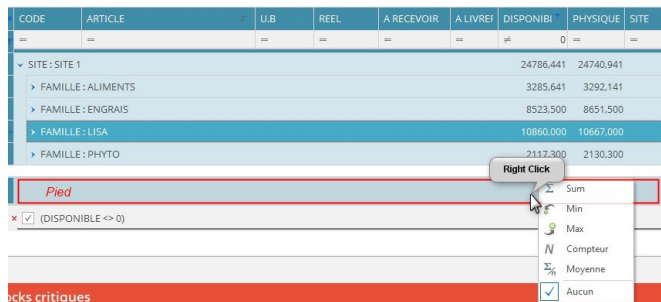 CODE ARTICLE U.B REEL A RECEVOIR A LIVREF DISPONIBI PHYSIQUE SITE
= = = = = = ≠ 0 = =
SITE : SITE 1 24786,441 24740,941
FAMILLE : ALIMENTS 3285,641 3292,141
FAMILLE : ENGRAIS 8523,500 8651,500
FAMILLE : LISA 10860,000 10667,000
FAMILLE : PHYTO 2117,300 2130,300
Right Click
Pied
Σ Sum
(DISPONIBLE <> 0)
Min
Max
N Compteur
Σ/n Moyenne
Aucun
ocks critiques